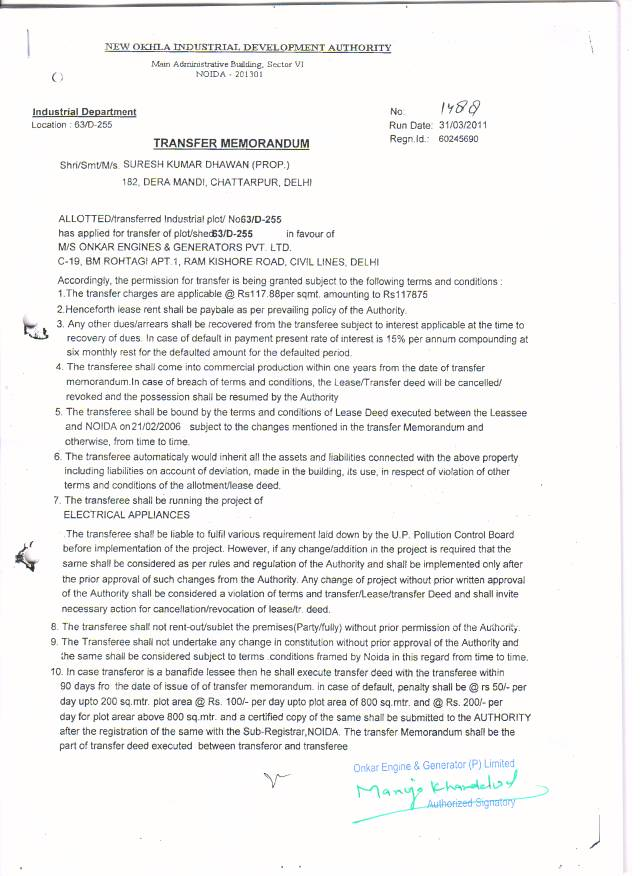 NEW OKHLA INDUSTRIAL DEVELOPMENT AUTHORITY
Main Administrative Building, Sector VI
NOIDA - 201301
( )
Industrial Department
Location : 63/D-255
No. 1488
Run Date: 31/03/2011
Regn.Id.: 60245690
TRANSFER MEMORANDUM
Shri/Smt/M/s. SURESH KUMAR DHAWAN (PROP.)
182, DERA MANDI, CHATTARPUR, DELHI
ALLOTTED/transferred Industrial plot/ No63/D-255
has applied for transfer of plot/shed63/D-255 in favour of
M/S ONKAR ENGINES & GENERATORS PVT. LTD.
C-19, BM ROHTAGI APT.1, RAM KISHORE ROAD, CIVIL LINES, DELHI
Accordingly, the permission for transfer is being granted subject to the following terms and conditions :
1.The transfer charges are applicable @ Rs117.88per sqmt. amounting to Rs117875
2.Henceforth lease rent shall be paybale as per prevailing policy of the Authority.
3. Any other dues/arrears shall be recovered from the transferee subject to interest applicable at the time to
recovery of dues. In case of default in payment present rate of interest is 15% per annum compounding at
six monthly rest for the defaulted amount for the defaulted period.
4. The transferee shall come into commercial production within one years from the date of transfer
memorandum.In case of breach of terms and conditions, the Lease/Transfer deed will be cancelled/
revoked and the possession shall be resumed by the Authority
5. The transferee shall be bound by the terms and conditions of Lease Deed executed between the Leassee
and NOIDA on21/02/2006 subject to the changes mentioned in the transfer Memorandum and
otherwise, from time to time.
6. The transferee automaticaly would inherit all the assets and liabilities connected with the above property
including liabilities on account of deviation, made in the building, its use, in respect of violation of other
terms and conditions of the allotment/lease deed.
7. The transferee shall be running the project of
ELECTRICAL APPLIANCES
.The transferee shall be liable to fulfil various requirement laid down by the U.P. Pollution Control Board
before implementation of the project. However, if any change/addition in the project is required that the
same shall be considered as per rules and regulation of the Authority and shall be implemented only after
the prior approval of such changes from the Authority. Any change of project without prior written approval
of the Authority shall be considered a violation of terms and transfer/Lease/transfer Deed and shall invite
necessary action for cancellation/revocation of lease/tr. deed.
8. The transferee shall not rent-out/sublet the premises(Party/fully) without prior permission of the Authority.
9. The Transferee shall not undertake any change in constitution without prior approval of the Authority and
the same shall be considered subject to terms .conditions framed by Noida in this regard from time to time.
10. In case transferor is a banafide lessee then he shall execute transfer deed with the transferee within
90 days fro the date of issue of of transfer memorandum. in case of default, penalty shall be @ rs 50/- per
day upto 200 sq.mtr. plot area @ Rs. 100/- per day upto plot area of 800 sq.mtr. and @ Rs. 200/- per
day for plot arear above 800 sq.mtr. and a certified copy of the same shall be submitted to the AUTHORITY
after the registration of the same with the Sub-Registrar,NOIDA. The transfer Memorandum shall be the
part of transfer deed executed between transferor and transferee
Onkar Engine & Generator (P) Limited
Manija Khandelwal
Authorized Signatory